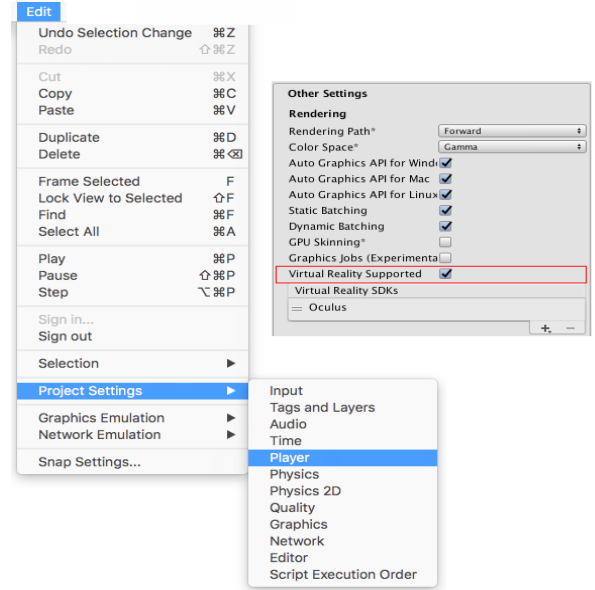 Edit
Undo Selection Change ⌘Z
Redo ⇧⌘Z
Cut ⌘X
Copy ⌘C
Paste ⌘V
Duplicate ⌘D
Delete ⌘⌫
Frame Selected F
Lock View to Selected ⇧F
Find ⌘F
Select All ⌘A
Play ⌘P
Pause ⇧⌘P
Step ⌥⌘P
Sign in...
Sign out
Selection ▶
Project Settings ▶
Graphics Emulation ▶
Network Emulation ▶
Snap Settings...
Input
Tags and Layers
Audio
Time
Player
Physics
Physics 2D
Quality
Graphics
Network
Editor
Script Execution Order
Other Settings
Rendering
Rendering Path* Forward
Color Space* Gamma
Auto Graphics API for Wind
Auto Graphics API for Mac
Auto Graphics API for Linux
Static Batching
Dynamic Batching
GPU Skinning*
Graphics Jobs (Experimenta
Virtual Reality Supported
Virtual Reality SDKs
= Oculus
+ −